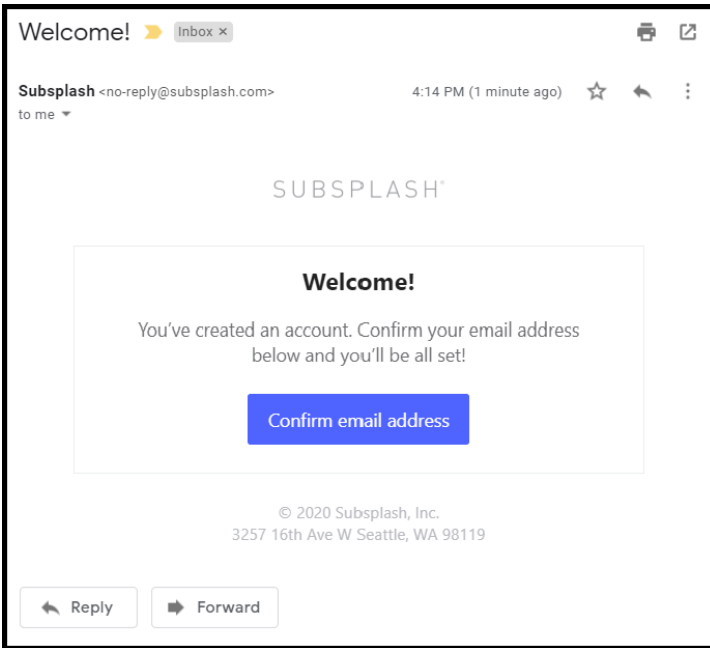 Welcome! Inbox ×
Subsplash <no-reply@subsplash.com> 4:14 PM (1 minute ago)
to me
SUBSPLASH®
Welcome!
You've created an account. Confirm your email address
below and you'll be all set!
Confirm email address
© 2020 Subsplash, Inc.
3257 16th Ave W Seattle, WA 98119
Reply Forward